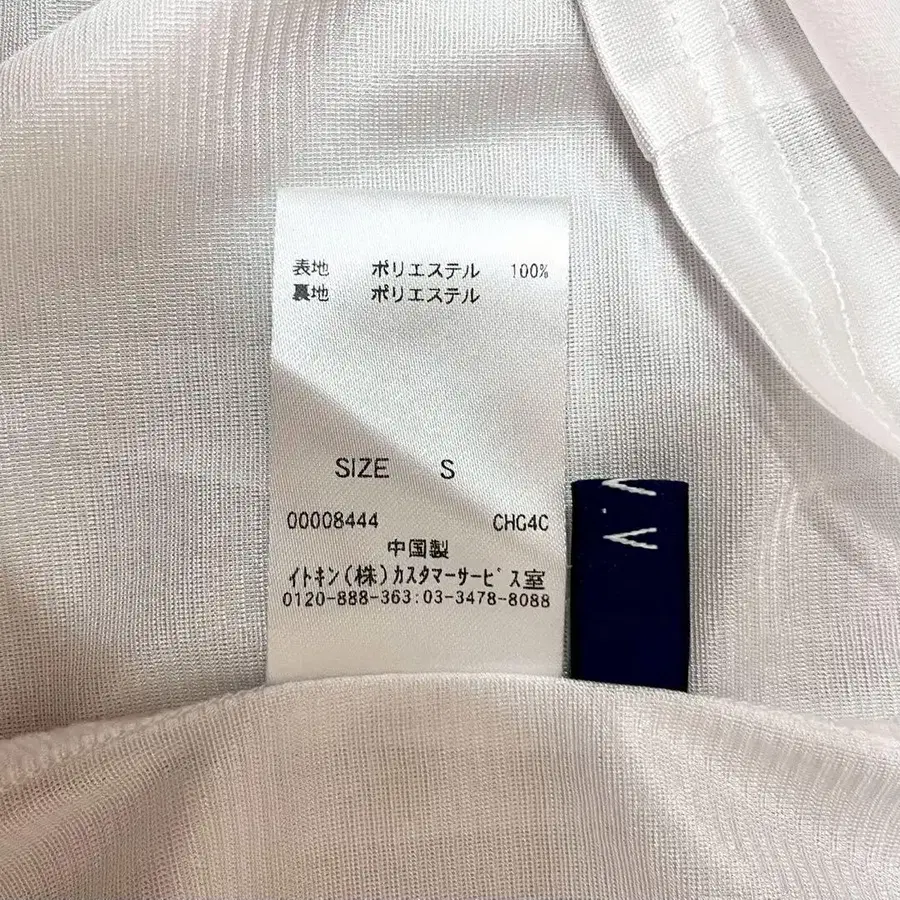 表地 ポリエステル 100%
裏地 ポリエステル
SIZE S
00008444 CHG4C
中国製
イトキン(株)カスタマーサービス室
0120-888-363:03-3478-8088